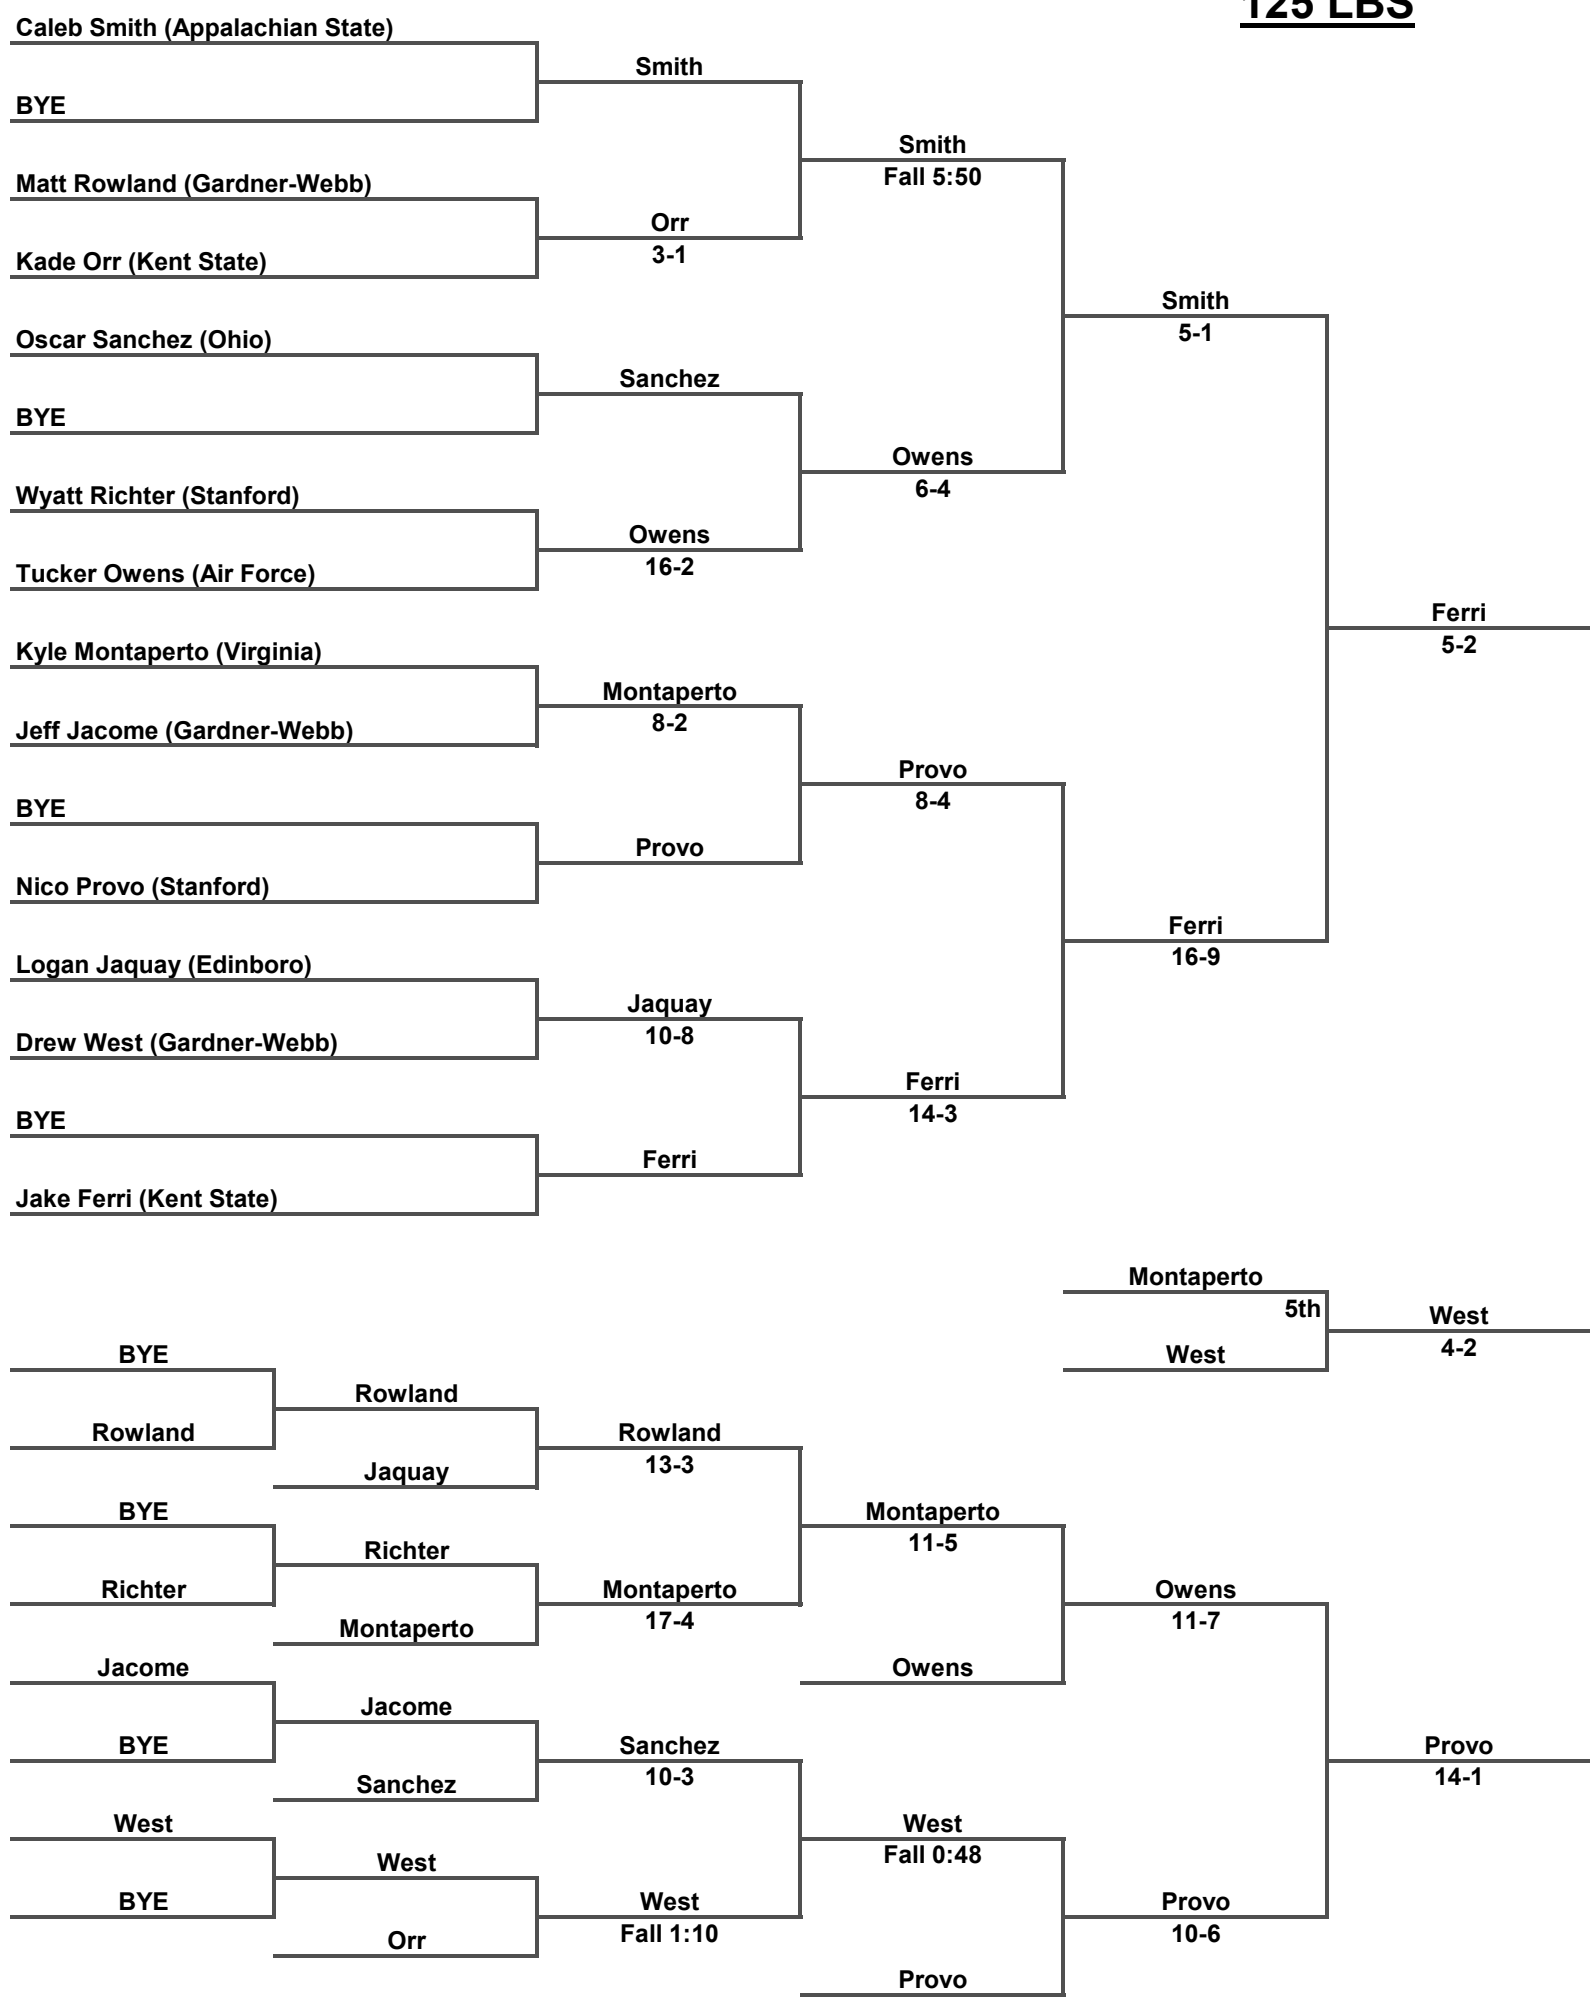 125 LBS
Caleb Smith (Appalachian State)
Smith
BYE
Smith
Fall 5:50
Matt Rowland (Gardner-Webb)
Orr
3-1
Kade Orr (Kent State)
Smith
5-1
Oscar Sanchez (Ohio)
Sanchez
BYE
Owens
6-4
Wyatt Richter (Stanford)
Owens
16-2
Tucker Owens (Air Force)
Ferri
5-2
Kyle Montaperto (Virginia)
Montaperto
8-2
Jeff Jacome (Gardner-Webb)
Provo
8-4
BYE
Provo
Nico Provo (Stanford)
Ferri
16-9
Logan Jaquay (Edinboro)
Jaquay
10-8
Drew West (Gardner-Webb)
Ferri
14-3
BYE
Ferri
Jake Ferri (Kent State)
Montaperto
5th
West
4-2
West
BYE
Rowland
Rowland
Rowland
13-3
Jaquay
BYE
Montaperto
11-5
Richter
Richter
Montaperto
17-4
Owens
11-7
Montaperto
Jacome
Owens
Jacome
BYE
Sanchez
10-3
Provo
14-1
Sanchez
West
West
Fall 0:48
West
BYE
West
Fall 1:10
Provo
10-6
Orr
Provo